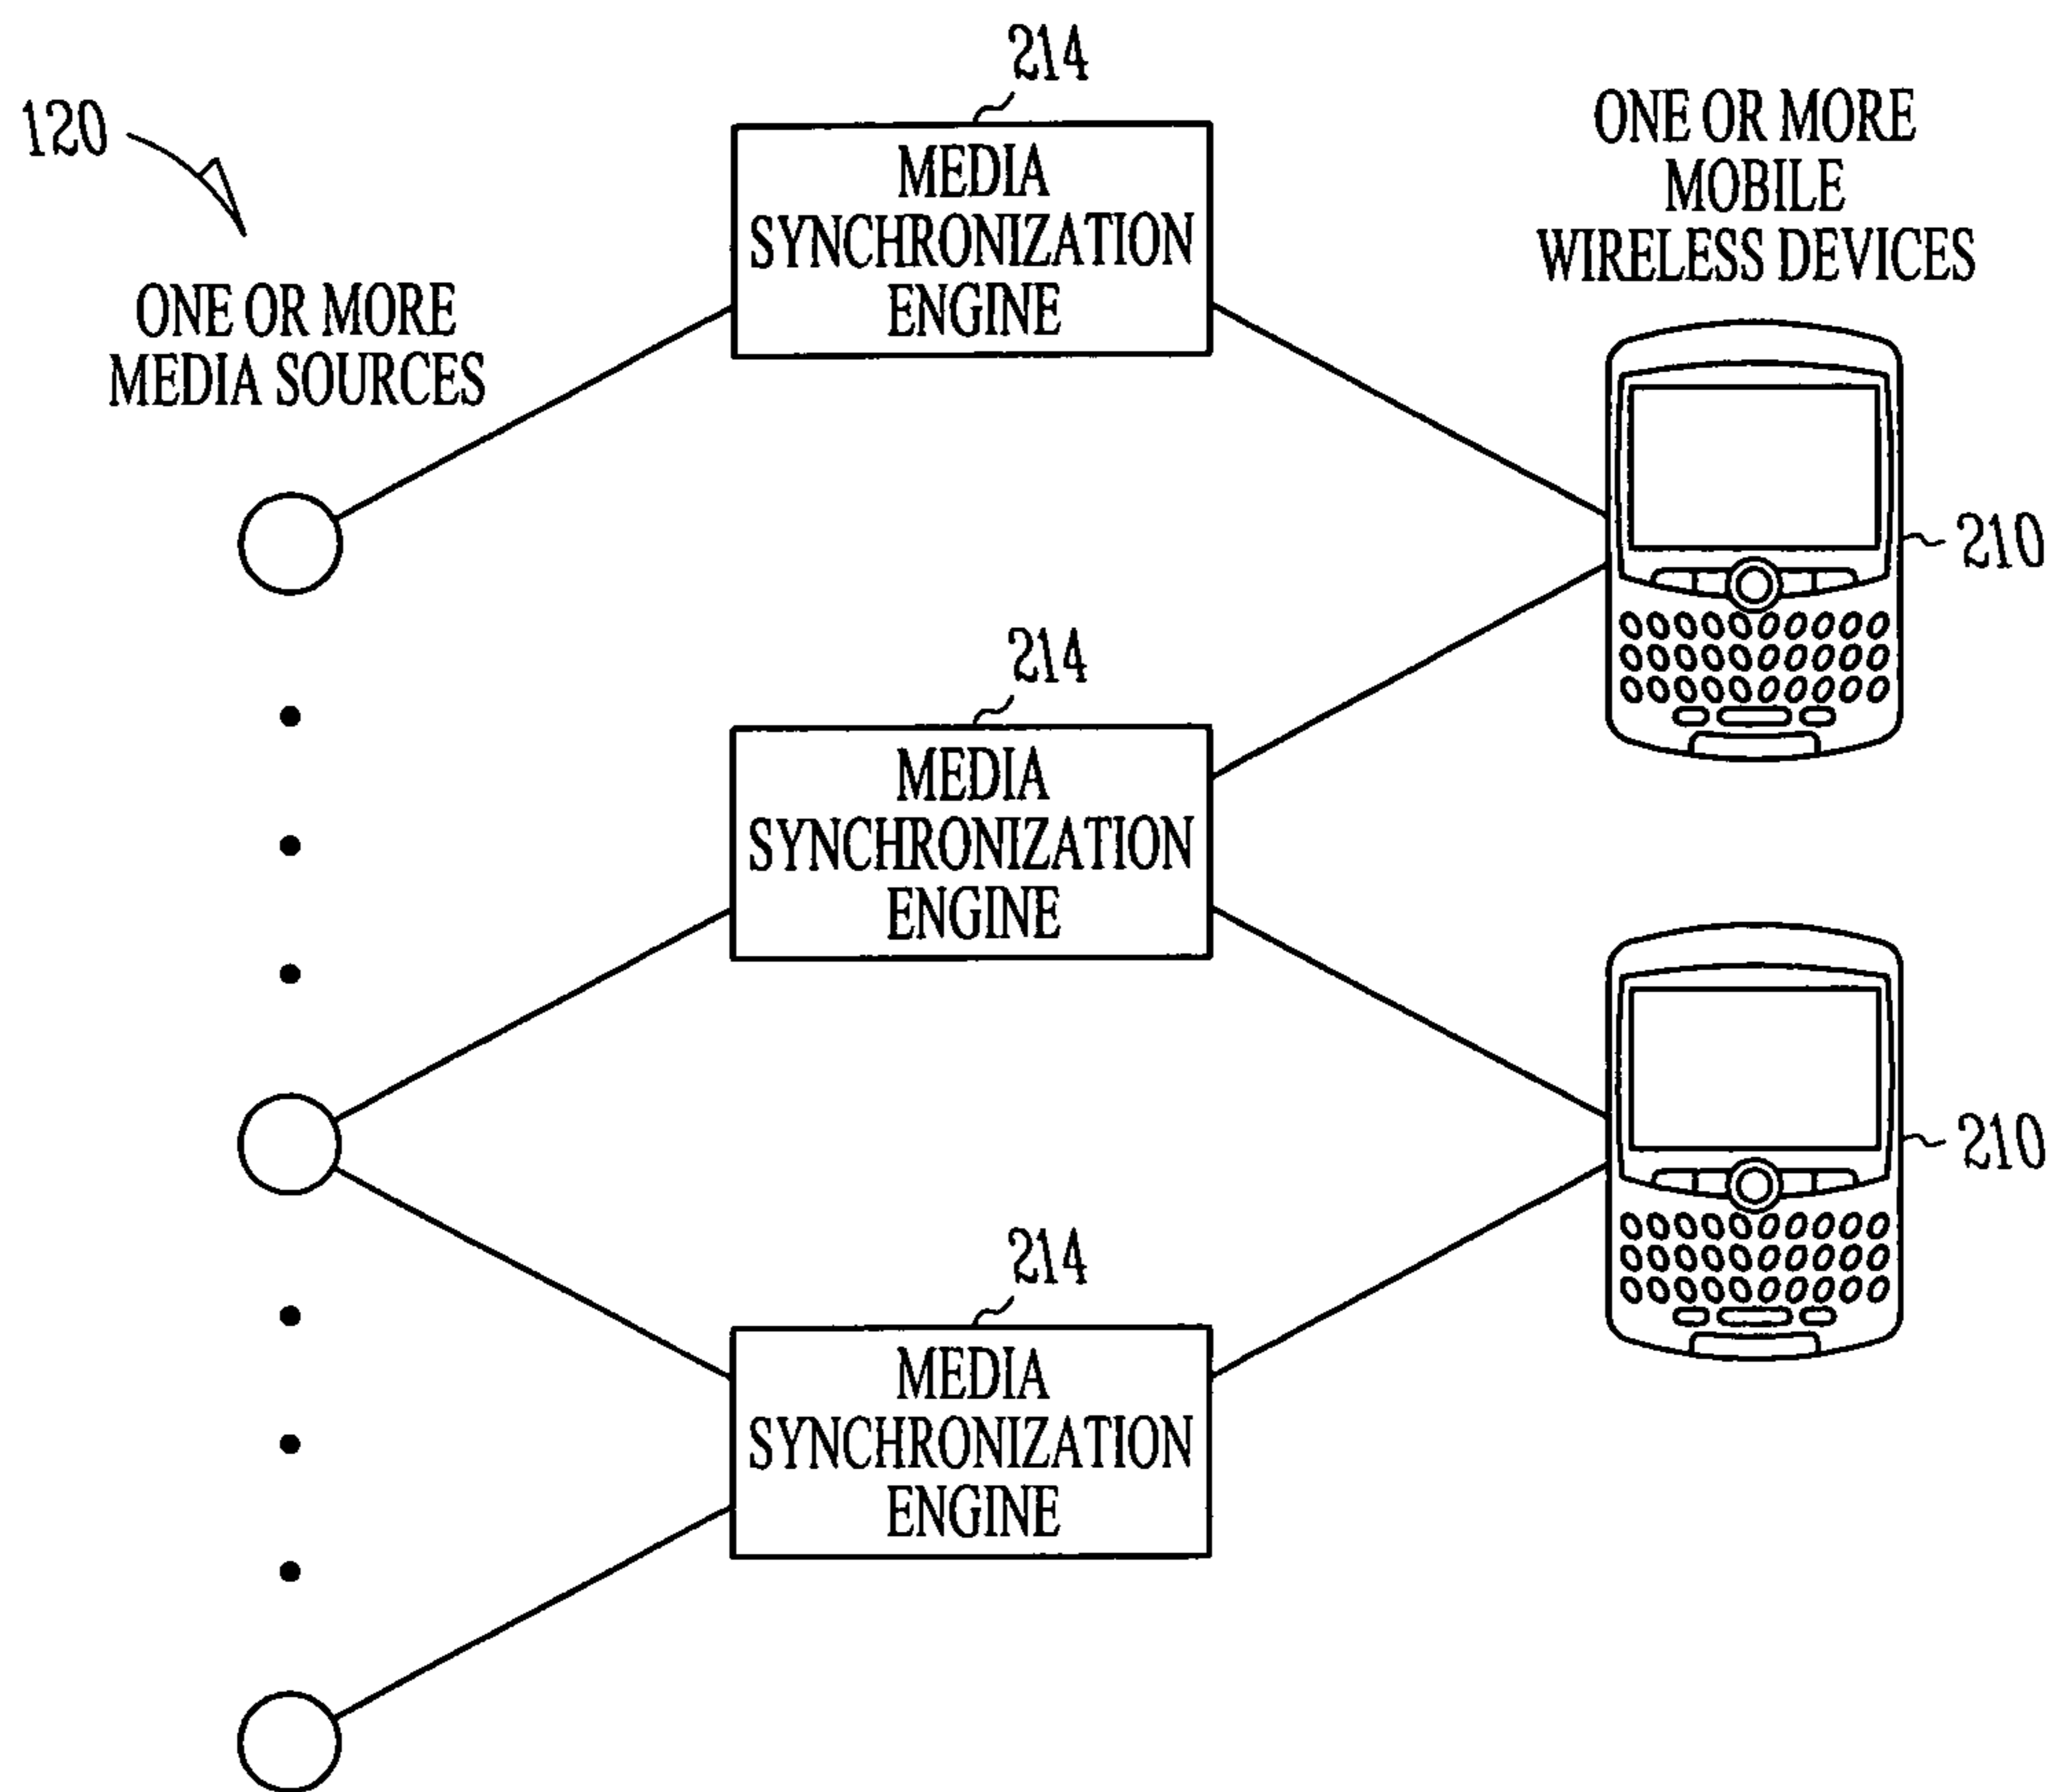 120
ONE OR MORE
MEDIA SOURCES
214
MEDIA
SYNCHRONIZATION
ENGINE
ONE OR MORE
MOBILE
WIRELESS DEVICES
210
214
MEDIA
SYNCHRONIZATION
ENGINE
210
214
MEDIA
SYNCHRONIZATION
ENGINE